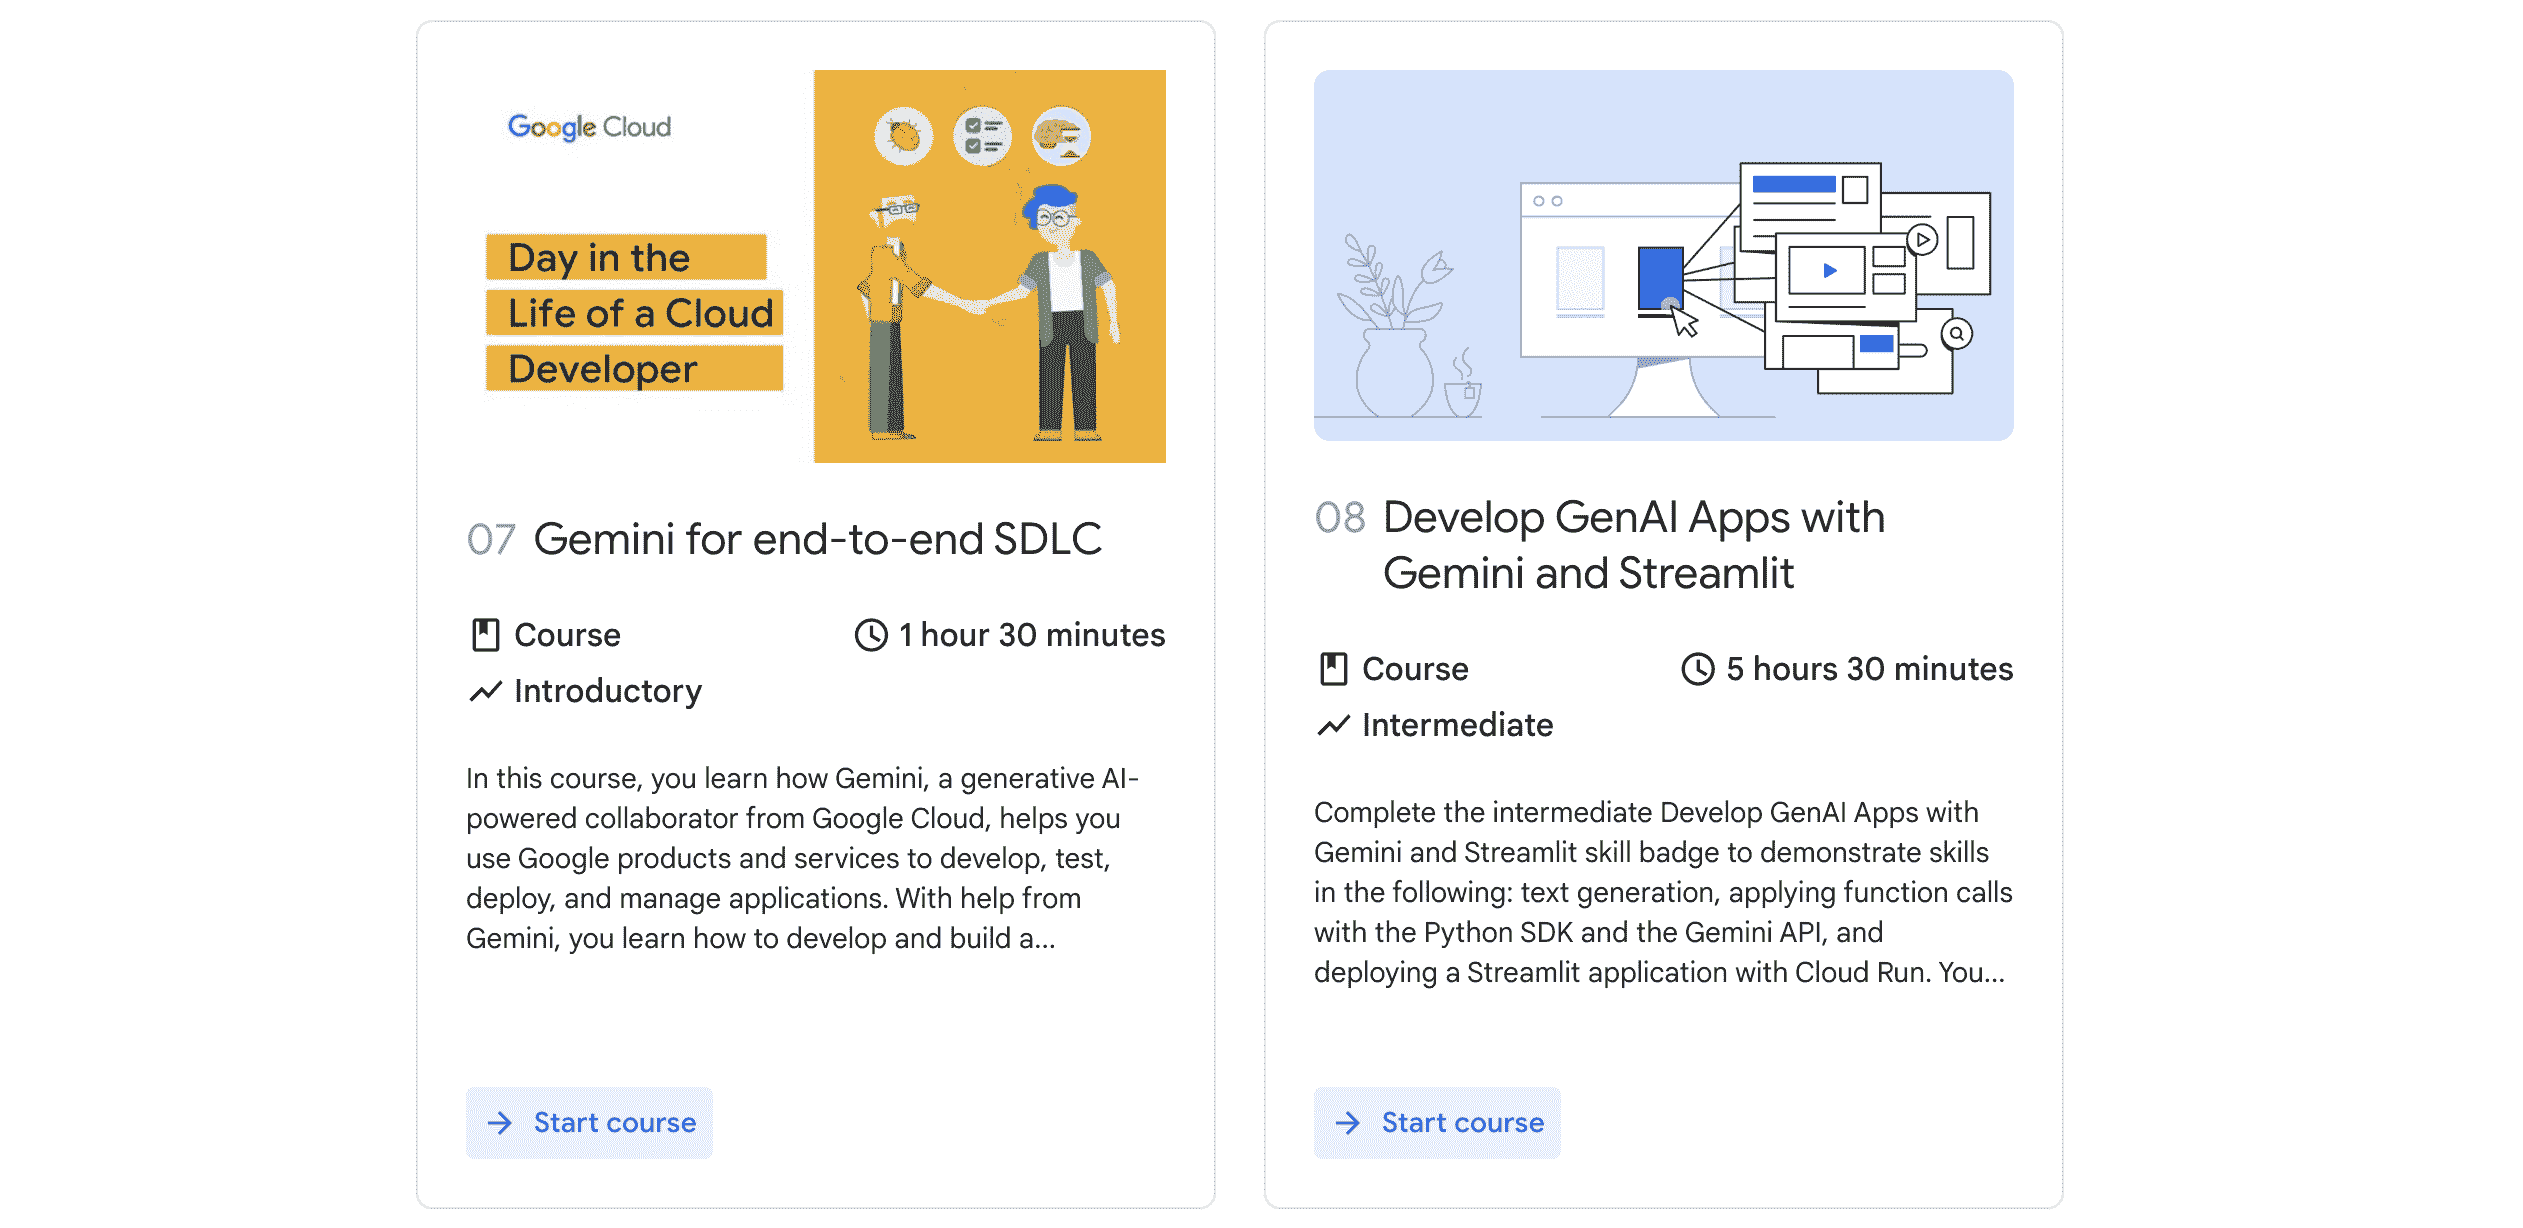 Google Cloud
Day in the
Life of a Cloud
Developer
07 Gemini for end-to-end SDLC
Course
1 hour 30 minutes
Introductory
In this course, you learn how Gemini, a generative AI-
powered collaborator from Google Cloud, helps you
use Google products and services to develop, test,
deploy, and manage applications. With help from
Gemini, you learn how to develop and build a...
Start course
08 Develop GenAI Apps with
Gemini and Streamlit
Course
5 hours 30 minutes
Intermediate
Complete the intermediate Develop GenAI Apps with
Gemini and Streamlit skill badge to demonstrate skills
in the following: text generation, applying function calls
with the Python SDK and the Gemini API, and
deploying a Streamlit application with Cloud Run. You...
Start course